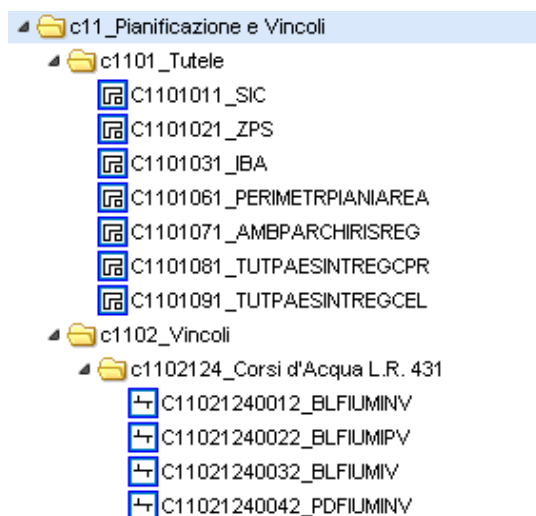 c11_Pianificazione e Vincoli
c1101_Tutele
C1101011_SIC
C1101021_ZPS
C1101031_IBA
C1101061_PERIMETRPIANIAREA
C1101071_AMBPARCHIRISREG
C1101081_TUTPAESINTREGCPR
C1101091_TUTPAESINTREGCEL
c1102_Vincoli
c1102124_Corsi d'Acqua L.R. 431
C11021240012_BLFIUMINV
C11021240022_BLFIUMIPV
C11021240032_BLFIUMIV
C11021240042_PDFIUMINV